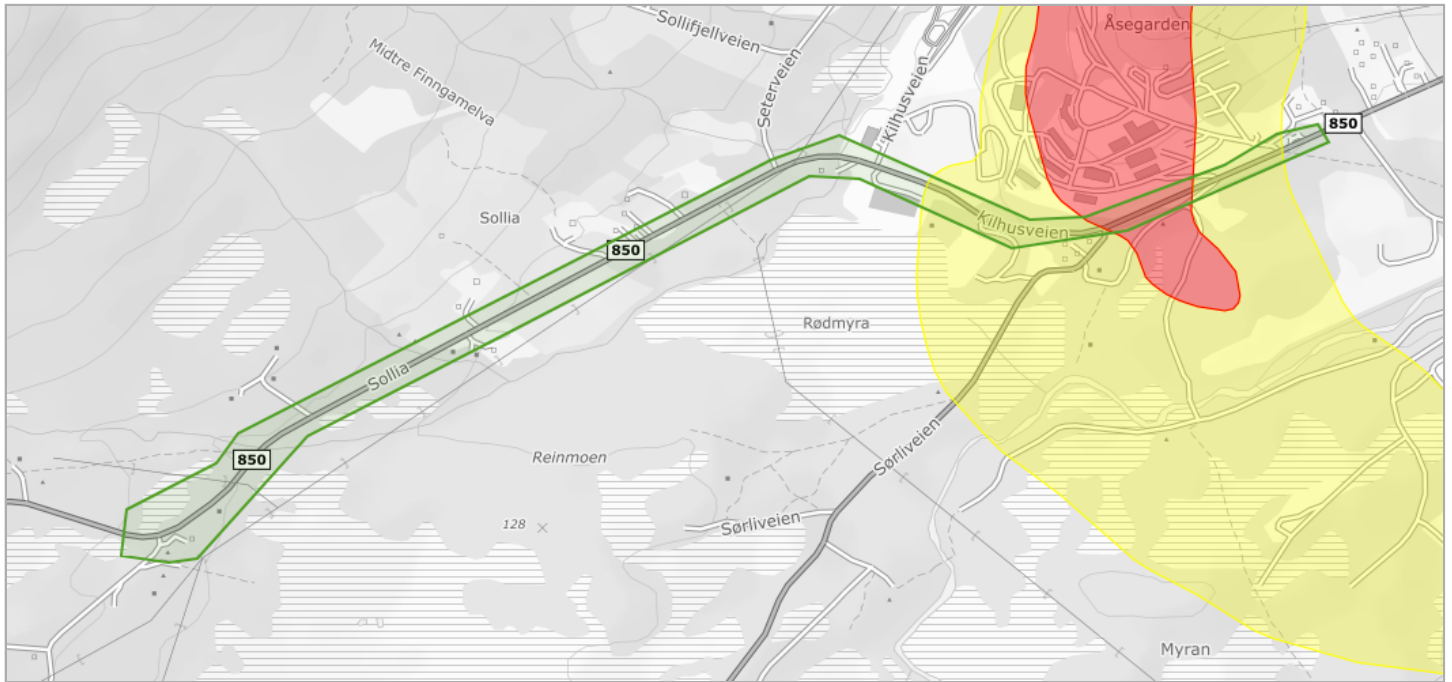 Sollifjellveien
Åsegarden
Midtre Finngamelva
Seterveien
Kilhusveien
850
Sollia
Kilhusveien
850
Rødmyra
Sollia
Sørliveien
850
Reinmoen
128
Sørliveien
Myran